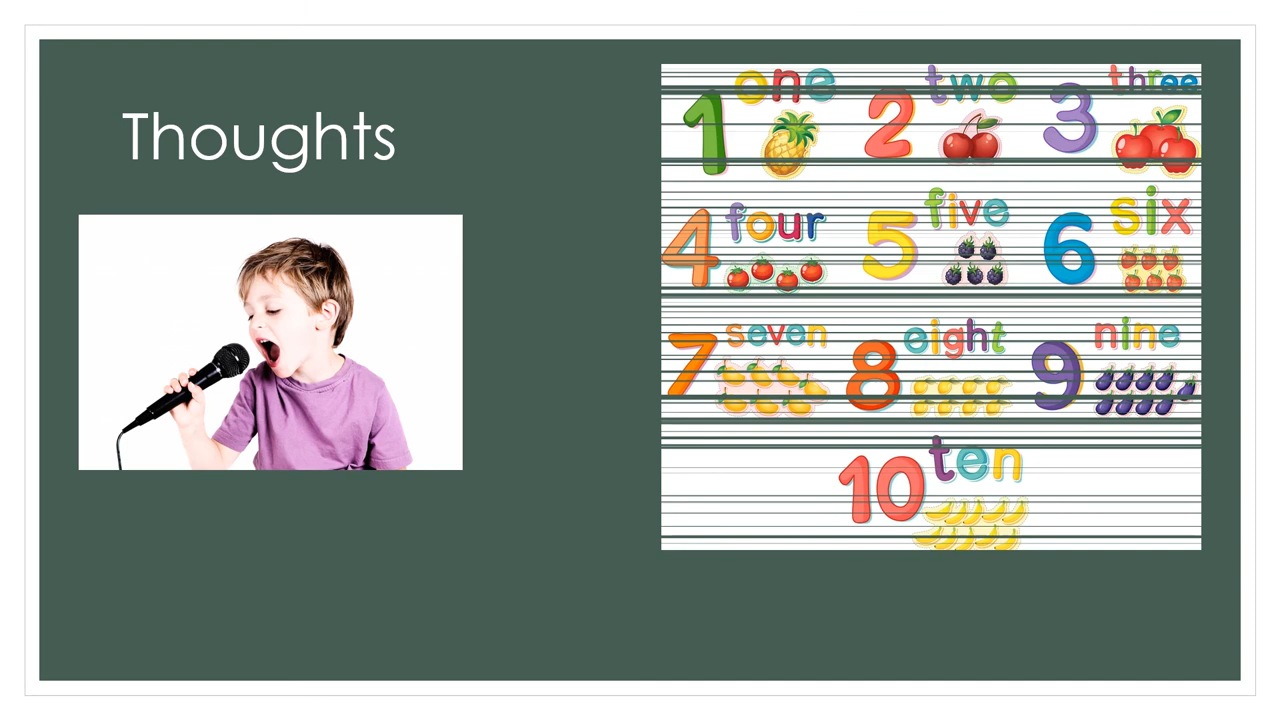 Thoughts
one two three
1 2 3
four five six
4 5 6
seven eight nine
7 8 9
ten
10